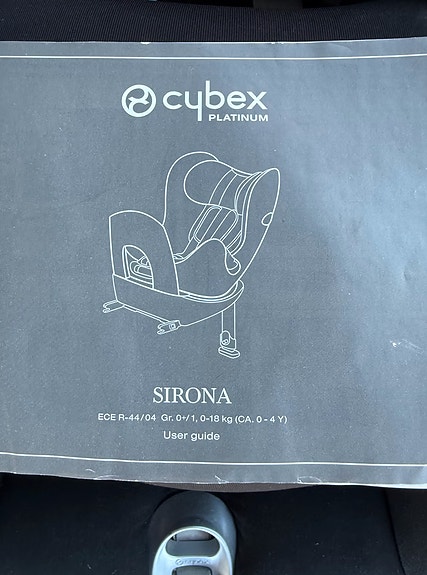 cybex
PLATINUM
SIRONA
ECE R-44/04 Gr. 0+/1, 0-18 kg (CA. 0 - 4 Y)
User guide